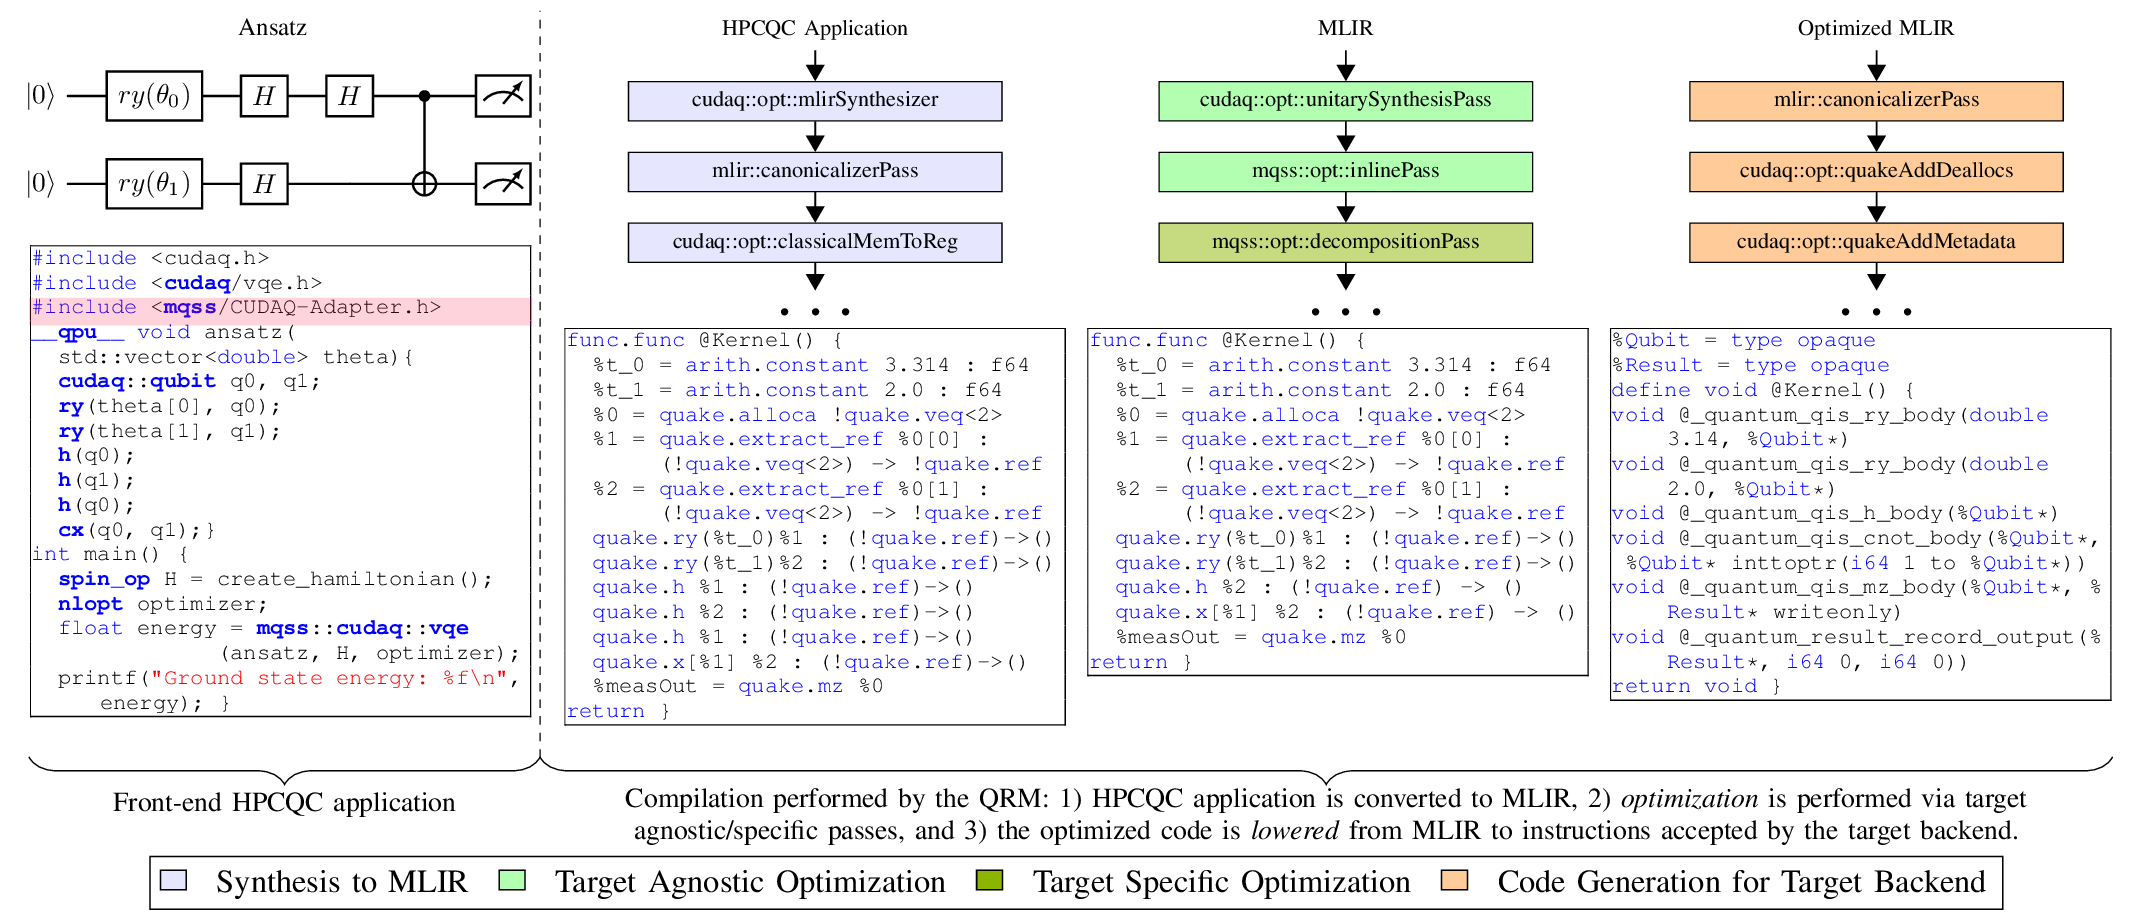 Ansatz
|0⟩ ry(θ₀) H H
|0⟩ ry(θ₁) H
#include <cudaq.h>
#include <cudaq/vqe.h>
#include <mqss/CUDAQ-Adapter.h>
__qpu__ void ansatz(
std::vector<double> theta){
cudaq::qubit q0, q1;
ry(theta[0], q0);
ry(theta[1], q1);
h(q0);
h(q1);
h(q0);
cx(q0, q1);}
int main() {
spin_op H = create_hamiltonian();
nlopt optimizer;
float energy = mqss::cudaq::vqe
(ansatz, H, optimizer);
printf("Ground state energy: %f\n",
energy); }
Front-end HPCQC application
HPCQC Application
cudaq::opt::mlirSynthesizer
mlir::canonicalizerPass
cudaq::opt::classicalMemToReg
. . .
func.func @Kernel() {
%t_0 = arith.constant 3.314 : f64
%t_1 = arith.constant 2.0 : f64
%0 = quake.alloca !quake.veq<2>
%1 = quake.extract_ref %0[0] :
(!quake.veq<2>) -> !quake.ref
%2 = quake.extract_ref %0[1] :
(!quake.veq<2>) -> !quake.ref
quake.ry(%t_0)%1 : (!quake.ref)->()
quake.ry(%t_1)%2 : (!quake.ref)->()
quake.h %1 : (!quake.ref)->()
quake.h %2 : (!quake.ref)->()
quake.h %1 : (!quake.ref)->()
quake.x[%1] %2 : (!quake.ref)->()
%measOut = quake.mz %0
return }
MLIR
cudaq::opt::unitarySynthesisPass
mqss::opt::inlinePass
mqss::opt::decompositionPass
. . .
func.func @Kernel() {
%t_0 = arith.constant 3.314 : f64
%t_1 = arith.constant 2.0 : f64
%0 = quake.alloca !quake.veq<2>
%1 = quake.extract_ref %0[0] :
(!quake.veq<2>) -> !quake.ref
%2 = quake.extract_ref %0[1] :
(!quake.veq<2>) -> !quake.ref
quake.ry(%t_0)%1 : (!quake.ref)->()
quake.ry(%t_1)%2 : (!quake.ref)->()
quake.h %2 : (!quake.ref) -> ()
quake.x[%1] %2 : (!quake.ref) -> ()
%measOut = quake.mz %0
return }
Optimized MLIR
mlir::canonicalizerPass
cudaq::opt::quakeAddDeallocs
cudaq::opt::quakeAddMetadata
. . .
%Qubit = type opaque
%Result = type opaque
define void @Kernel() {
void @_quantum_qis_ry_body(double
3.14, %Qubit*)
void @_quantum_qis_ry_body(double
2.0, %Qubit*)
void @_quantum_qis_h_body(%Qubit*)
void @_quantum_qis_cnot_body(%Qubit*,
%Qubit* inttoptr(i64 1 to %Qubit*))
void @_quantum_qis_mz_body(%Qubit*, %
Result* writeonly)
void @_quantum_result_record_output(%
Result*, i64 0, i64 0))
return void }
Compilation performed by the QRM: 1) HPCQC application is converted to MLIR, 2) optimization is performed via target
agnostic/specific passes, and 3) the optimized code is lowered from MLIR to instructions accepted by the target backend.
Synthesis to MLIR Target Agnostic Optimization Target Specific Optimization Code Generation for Target Backend